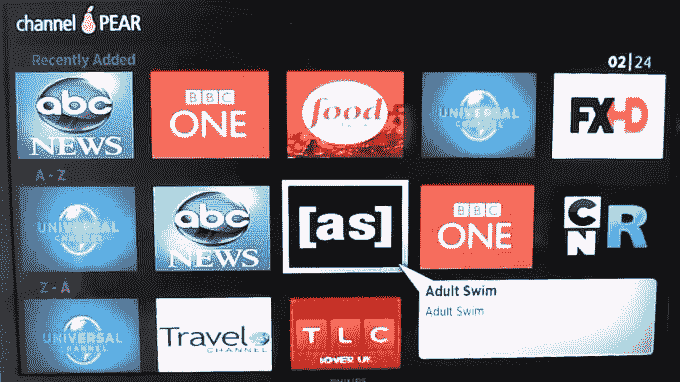 channel PEAR
Recently Added
02|24
abc
NEWS
BBC
ONE
food
UNIVERSAL
CHANNEL
FX+D
A - Z
UNIVERSAL
CHANNEL
abc
NEWS
[as]
BBC
ONE
CN
R
Adult Swim
Adult Swim
Z - A
UNIVERSAL
CHANNEL
Travel
CHANNEL
TLC